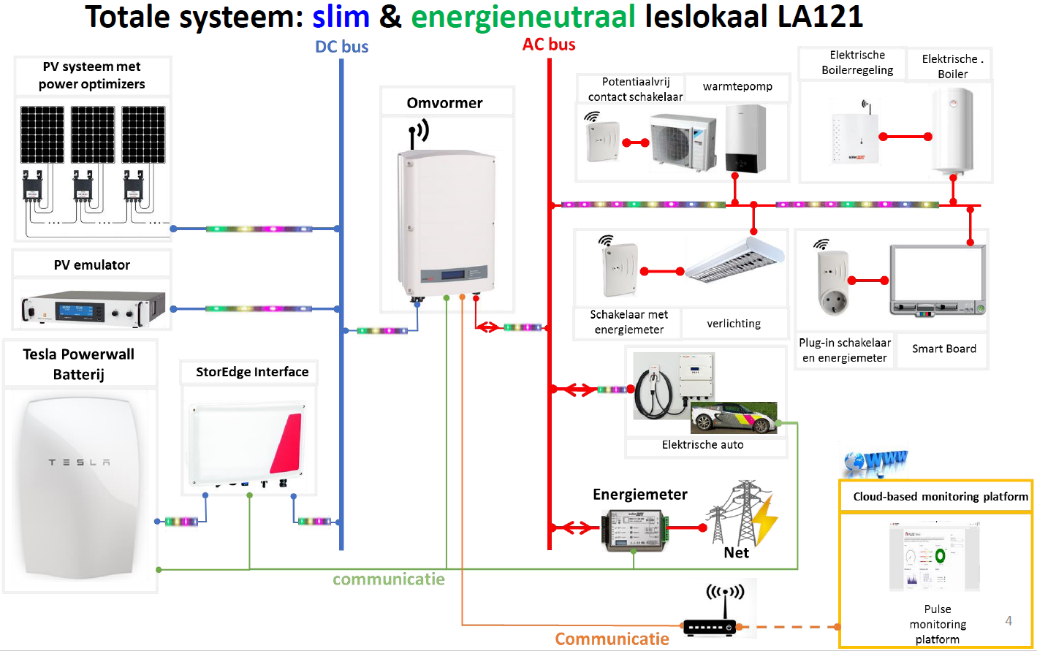 Totale systeem: slim & energieneutraal leslokaal LA121
DC bus
AC bus
PV systeem met
power optimizers
Omvormer
Potentiaalvrij
contact schakelaar
warmtepomp
Elektrische
Boilerregeling
Elektrische .
Boiler
PV emulator
Schakelaar met
energiemeter
verlichting
Plug-in schakelaar
en energiemeter
Smart Board
Tesla Powerwall
Batterij
TESLA
StorEdge Interface
Elektrische auto
Energiemeter
Net
WWW
Cloud-based monitoring platform
Pulse
monitoring
platform
communicatie
Communicatie
4